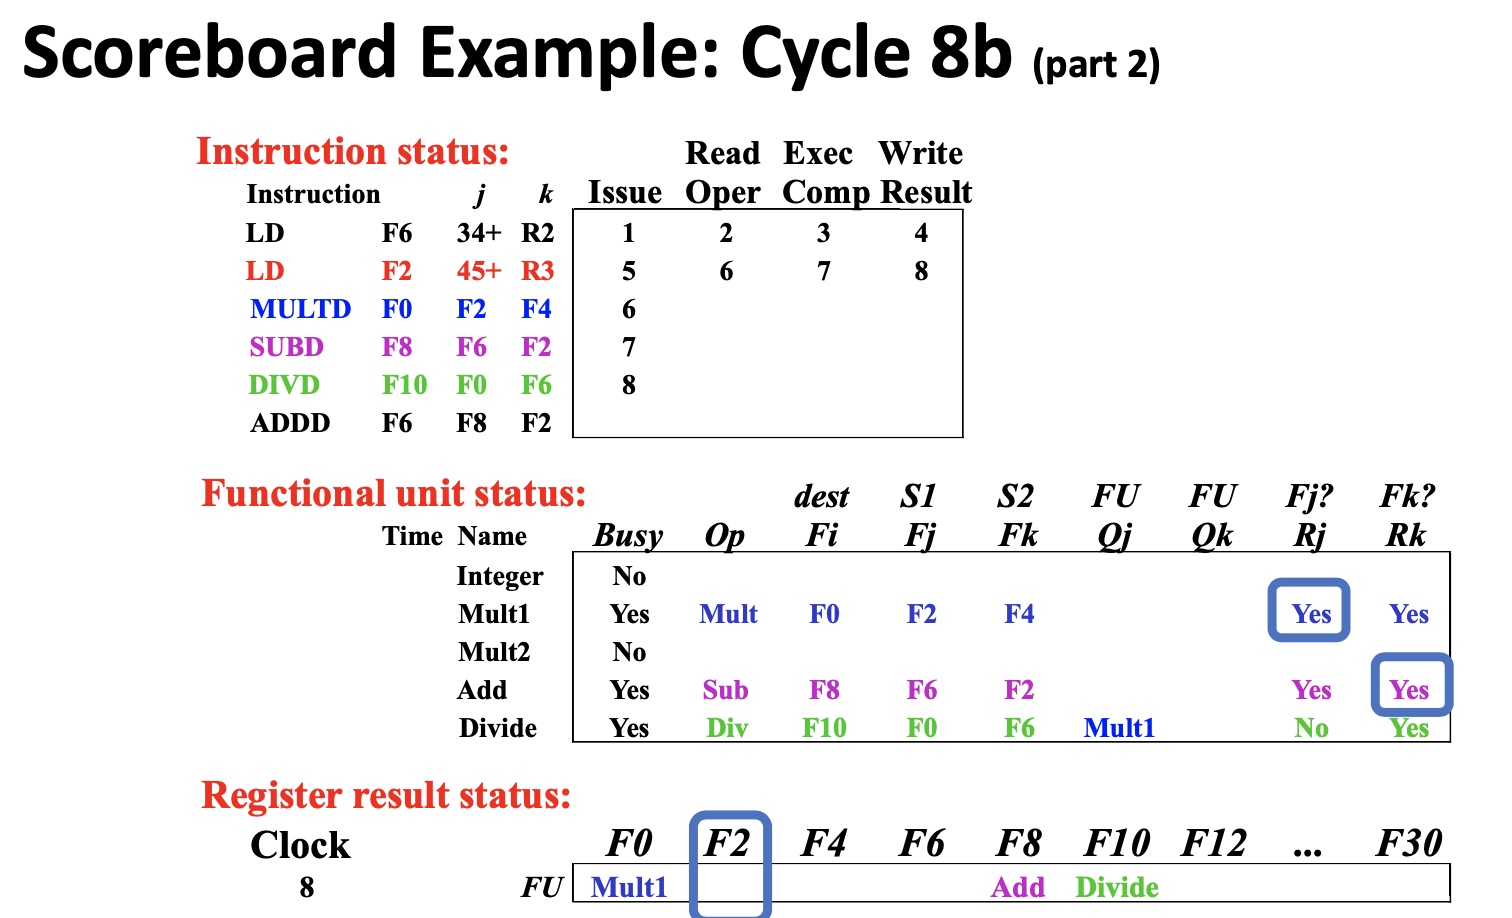 Scoreboard Example: Cycle 8b (part 2)
Instruction status:
Read Exec Write
Instruction j k Issue Oper Comp Result
LD F6 34+ R2 1 2 3 4
LD F2 45+ R3 5 6 7 8
MULTD F0 F2 F4 6
SUBD F8 F6 F2 7
DIVD F10 F0 F6 8
ADDD F6 F8 F2
Functional unit status:
dest S1 S2 FU FU Fj? Fk?
Time Name Busy Op Fi Fj Fk Qj Qk Rj Rk
Integer No
Mult1 Yes Mult F0 F2 F4 Yes Yes
Mult2 No
Add Yes Sub F8 F6 F2 Yes Yes
Divide Yes Div F10 F0 F6 Mult1 No Yes
Register result status:
Clock F0 F2 F4 F6 F8 F10 F12 ... F30
8 FU Mult1 Add Divide